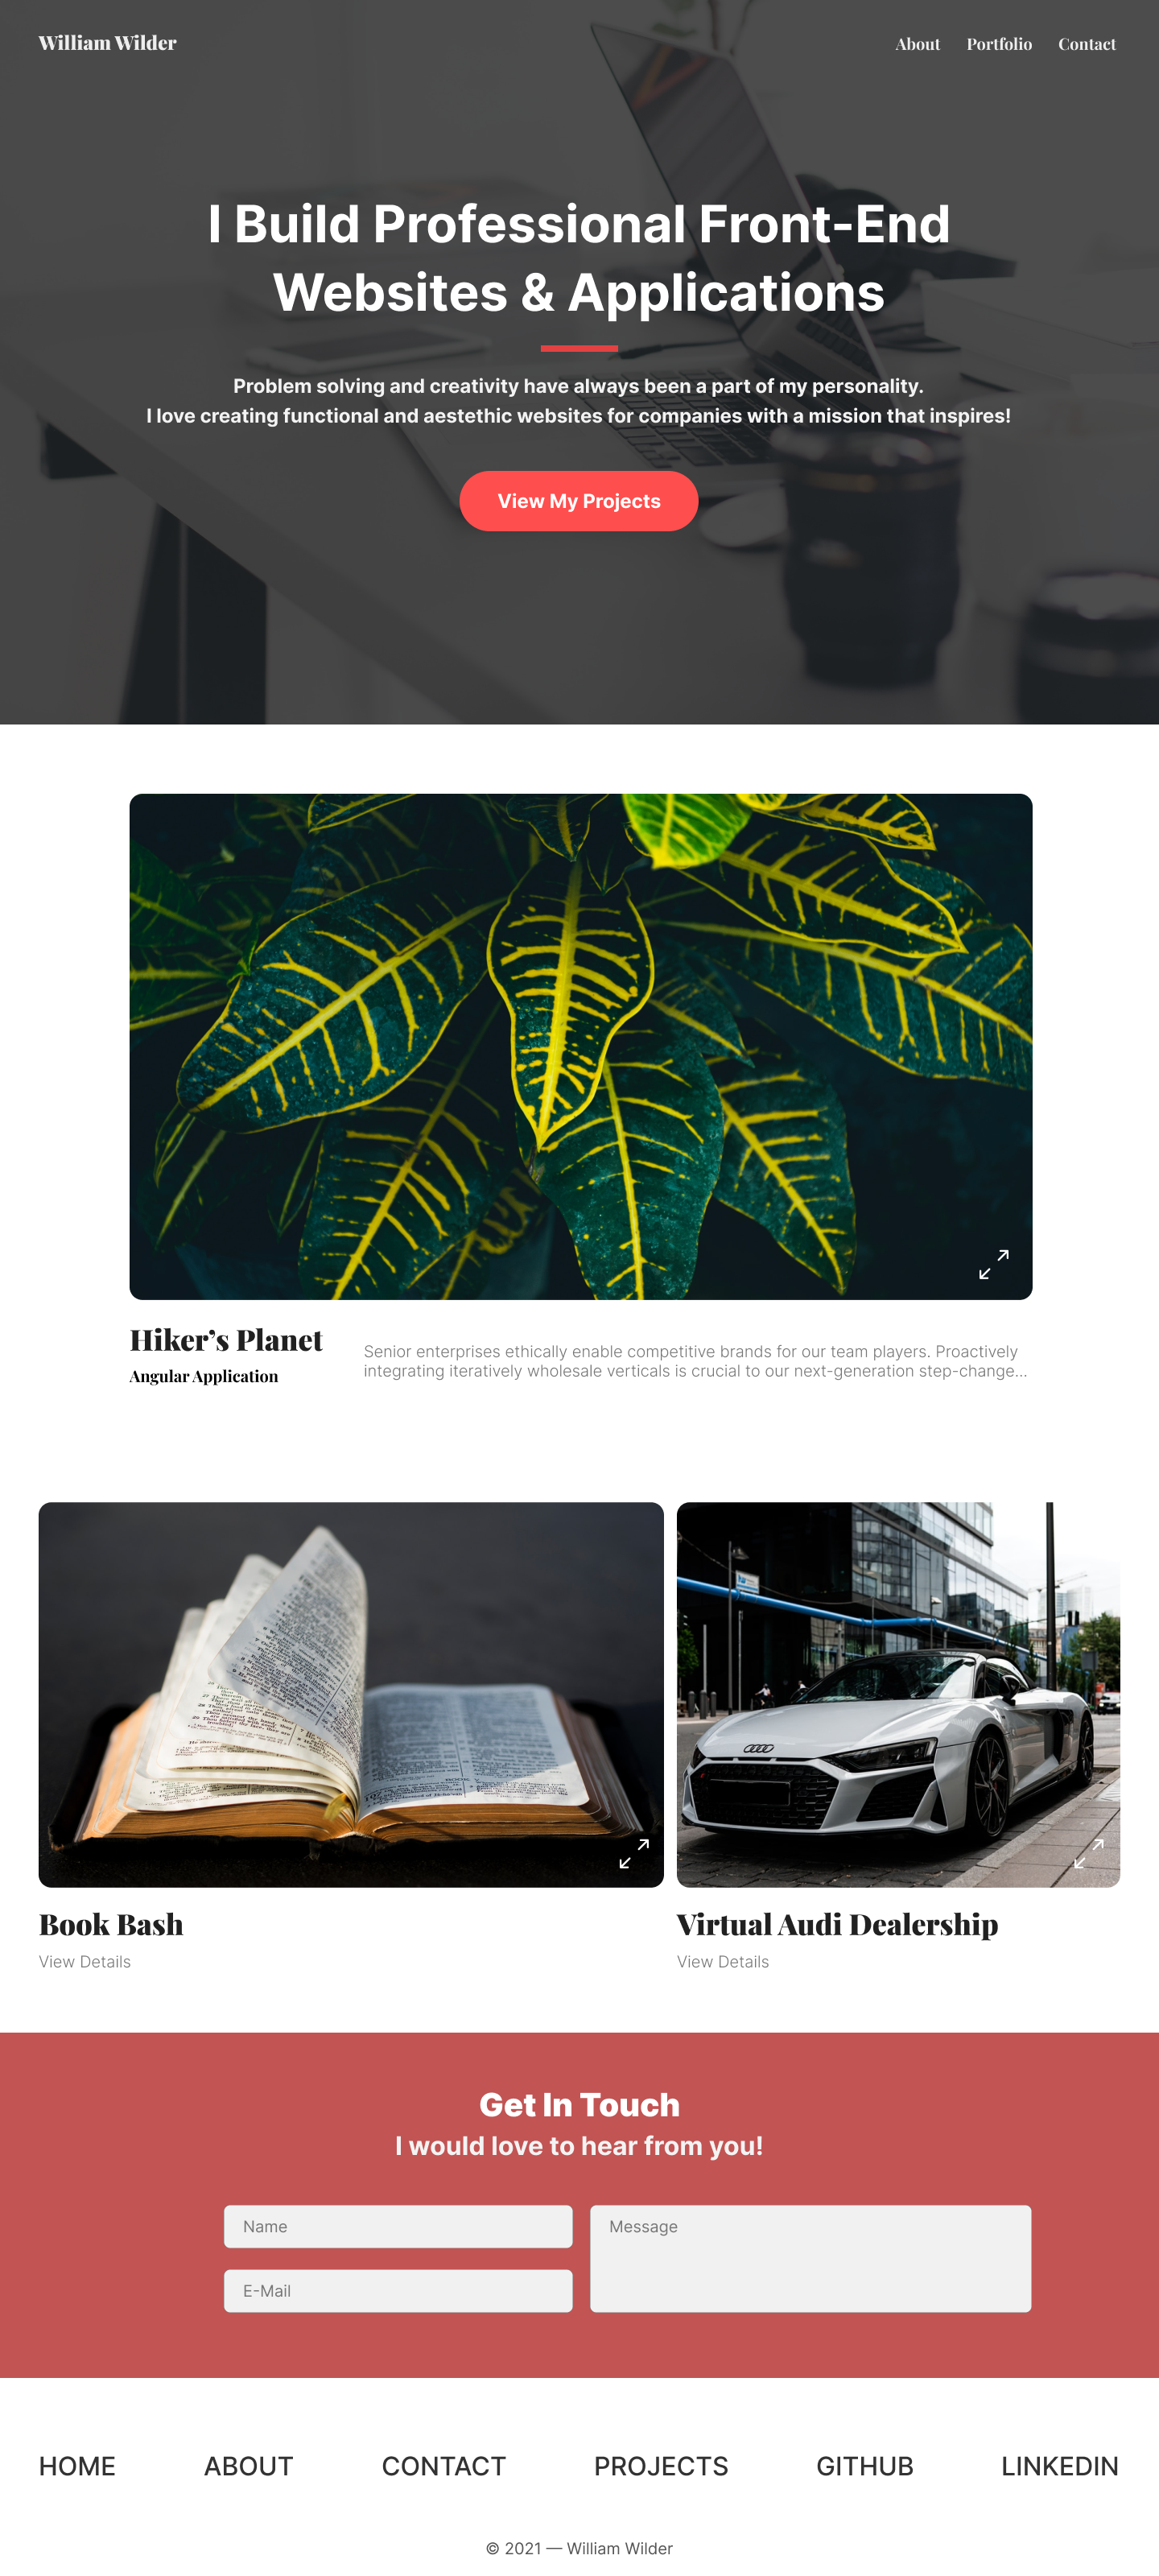 William Wilder
About Portfolio Contact
I Build Professional Front-End
Websites & Applications
Problem solving and creativity have always been a part of my personality.
I love creating functional and aestethic websites for companies with a mission that inspires!
View My Projects
Hiker’s Planet
Angular Application
Senior enterprises ethically enable competitive brands for our team players. Proactively
integrating iteratively wholesale verticals is crucial to our next-generation step-change...
Book Bash
View Details
Virtual Audi Dealership
View Details
Get In Touch
I would love to hear from you!
Name
E-Mail
Message
HOME ABOUT CONTACT PROJECTS GITHUB LINKEDIN
© 2021 — William Wilder